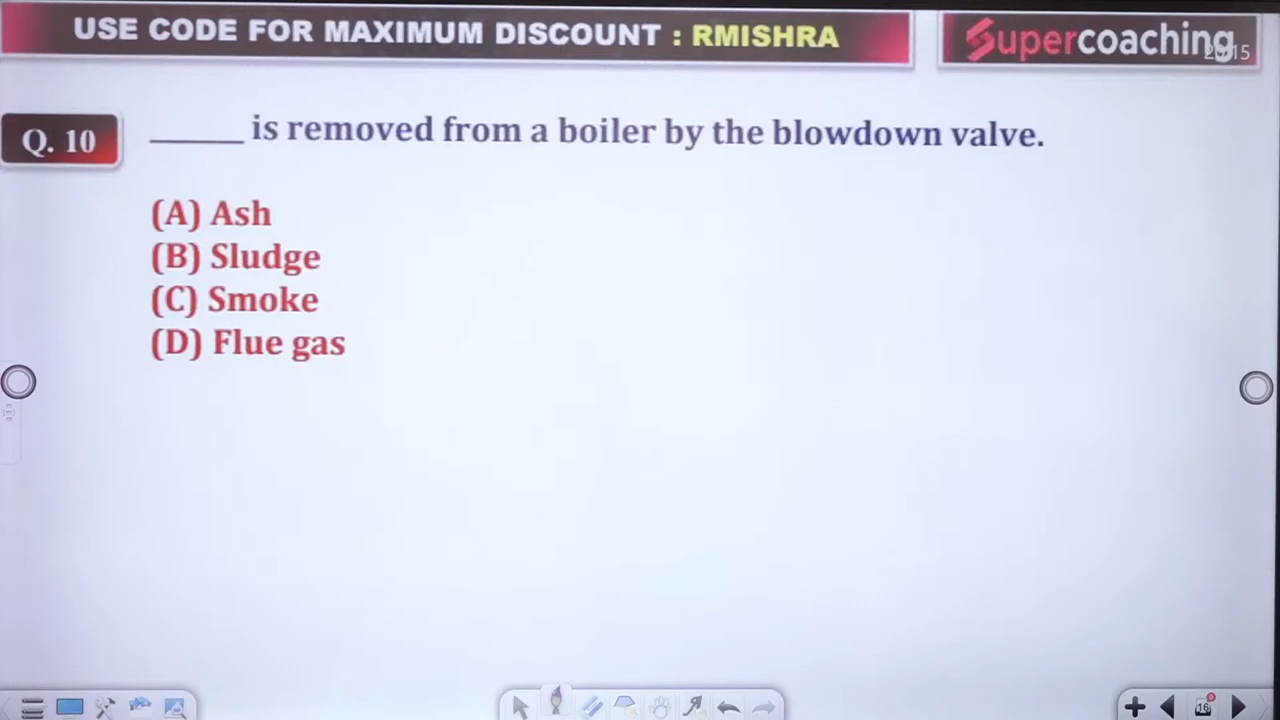 USE CODE FOR MAXIMUM DISCOUNT : RMISHRA
Supercoaching
Q. 10
______ is removed from a boiler by the blowdown valve.
(A) Ash
(B) Sludge
(C) Smoke
(D) Flue gas
16